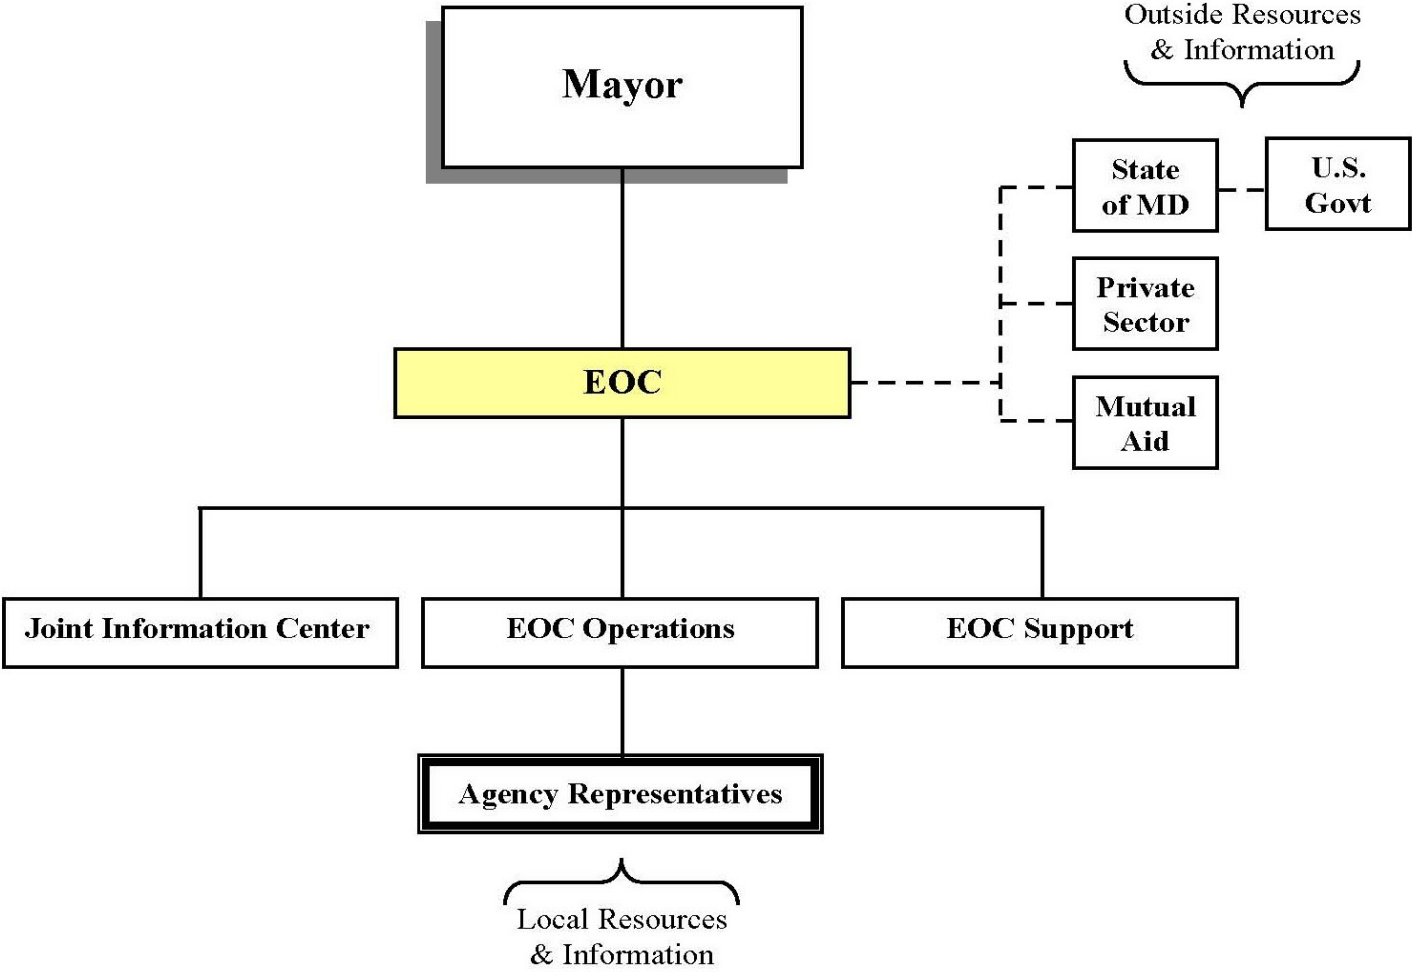 Outside Resources
& Information
Mayor
State
of MD
U.S.
Govt
Private
Sector
EOC
Mutual
Aid
Joint Information Center
EOC Operations
EOC Support
Agency Representatives
Local Resources
& Information